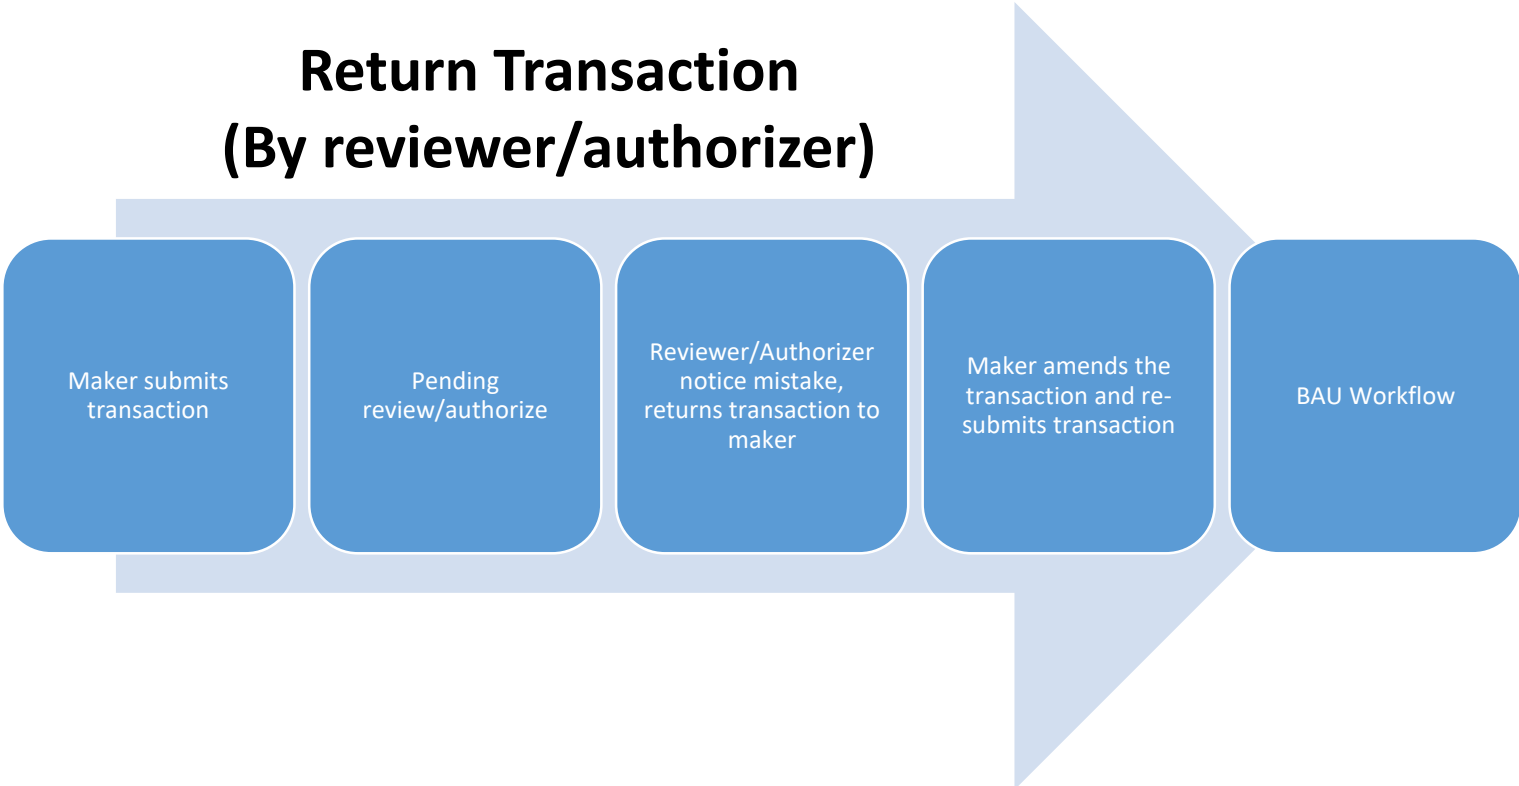 Return Transaction
(By reviewer/authorizer)
Maker submits
transaction
Pending
review/authorize
Reviewer/Authorizer
notice mistake,
returns transaction to
maker
Maker amends the
transaction and re-
submits transaction
BAU Workflow